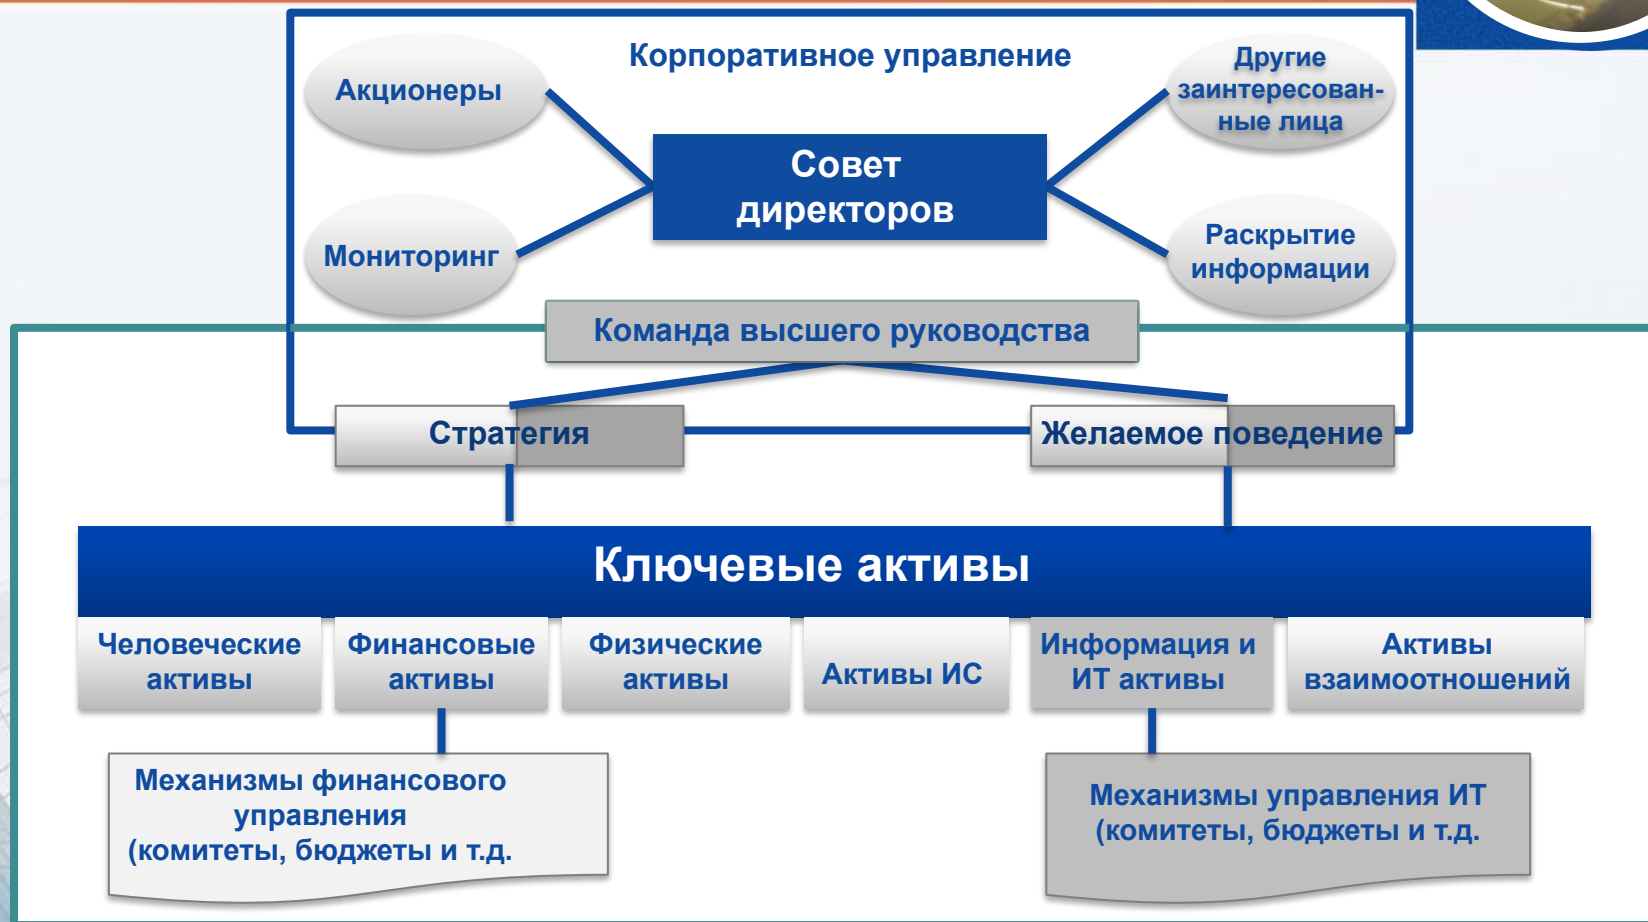 Корпоративное управление
Акционеры
Другие
заинтересован-
ные лица
Совет
директоров
Мониторинг
Раскрытие
информации
Команда высшего руководства
Стратегия
Желаемое поведение
Ключевые активы
Человеческие
активы
Финансовые
активы
Физические
активы
Активы ИС
Информация и
ИТ активы
Активы
взаимоотношений
Механизмы финансового
управления
(комитеты, бюджеты и т.д.
Механизмы управления ИТ
(комитеты, бюджеты и т.д.